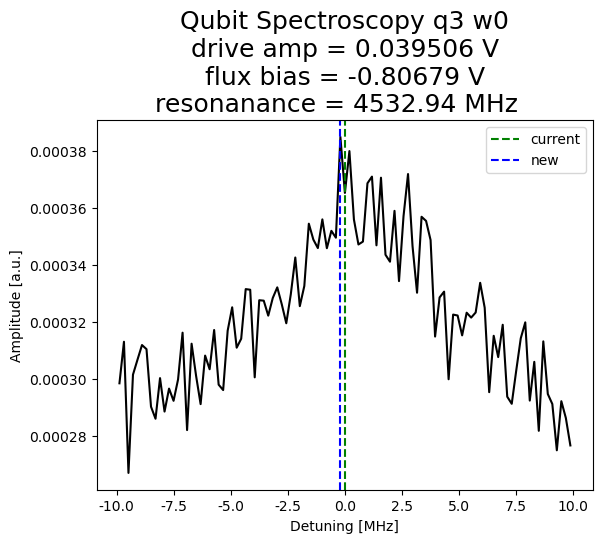 Qubit Spectroscopy q3 w0
drive amp = 0.039506 V
flux bias = -0.80679 V
resonanance = 4532.94 MHz
current
new
0.00038
0.00036
0.00034
0.00032
0.00030
0.00028
Amplitude [a.u.]
-10.0 -7.5 -5.0 -2.5 0.0 2.5 5.0 7.5 10.0
Detuning [MHz]